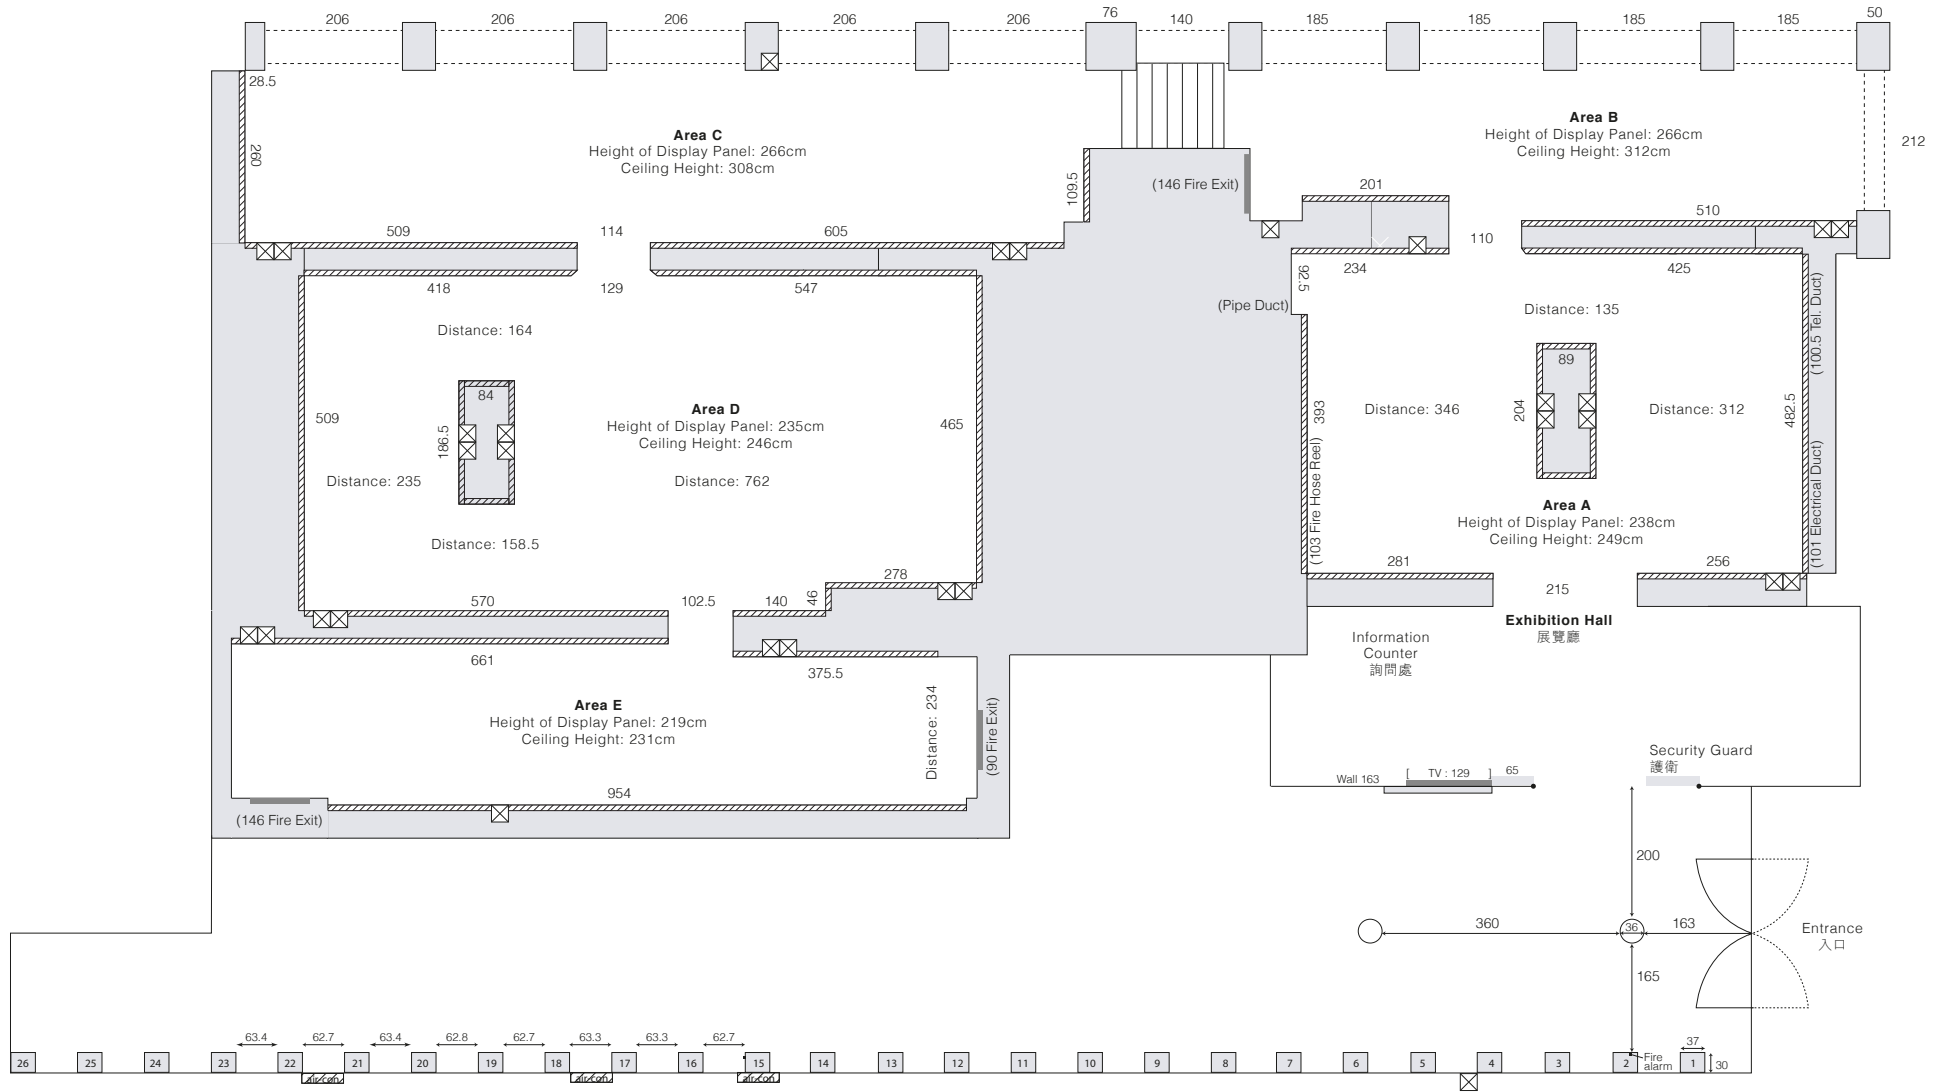 206
206
206
206
206
76
140
185
185
185
185
50
28.5
260
Area C
Height of Display Panel: 266cm
Ceiling Height: 308cm
109.5
(146 Fire Exit)
Area B
Height of Display Panel: 266cm
Ceiling Height: 312cm
212
201
510
509
114
605
110
234
425
92.5
418
129
547
(Pipe Duct)
(100.5 Tel. Duct)
Distance: 164
Distance: 135
84
89
509
186.5
Area D
Height of Display Panel: 235cm
Ceiling Height: 246cm
465
393
Distance: 346
204
Distance: 312
482.5
Distance: 235
Distance: 762
(103 Fire Hose Reel)
(101 Electrical Duct)
Area A
Height of Display Panel: 238cm
Ceiling Height: 249cm
Distance: 158.5
278
281
256
570
102.5
140
46
215
Exhibition Hall
展覽廳
Information
Counter
詢問處
661
375.5
Area E
Height of Display Panel: 219cm
Ceiling Height: 231cm
Distance: 234
(90 Fire Exit)
Security Guard
護衛
Wall 163
[ TV : 129 ]
65
954
(146 Fire Exit)
200
360
36
163
Entrance
入口
165
63.4
62.7
63.4
62.8
62.7
63.3
63.3
62.7
37
30
Fire
alarm
26
25
24
23
22
21
20
19
18
17
16
15
14
13
12
11
10
9
8
7
6
5
4
3
2
1
air-con
air-con
air-con